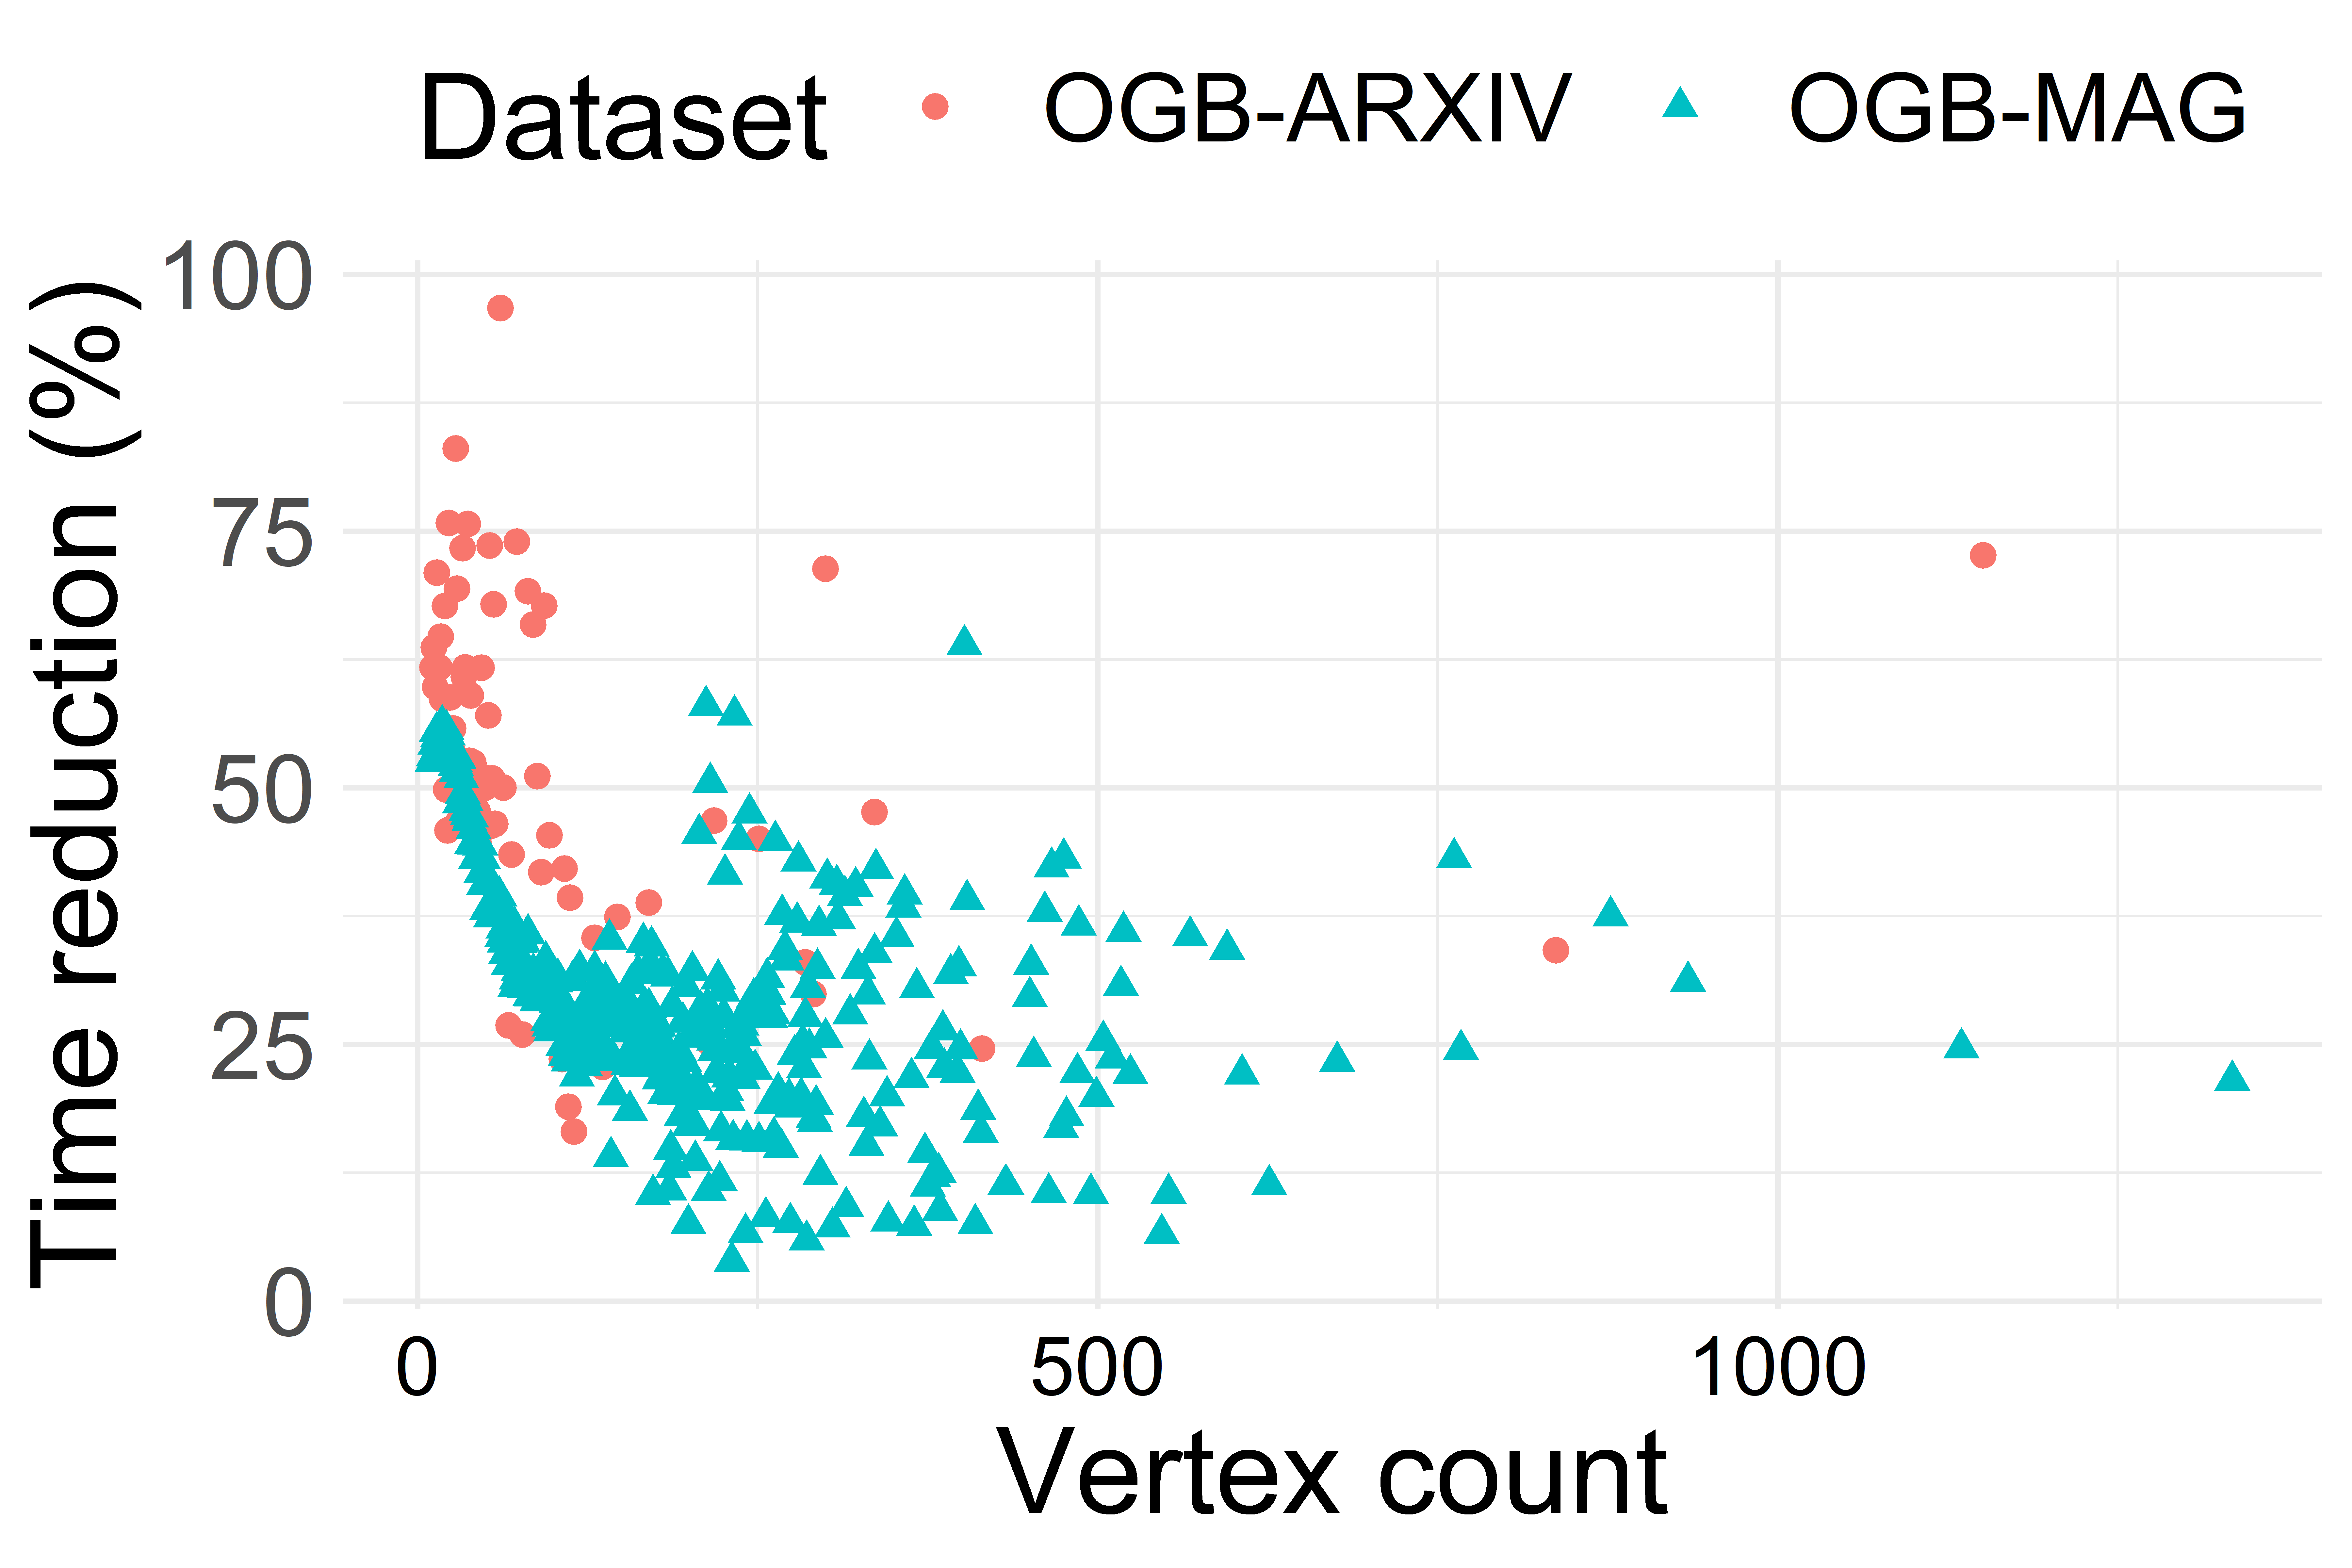 Dataset OGB-ARXIV OGB-MAG
100
75
50
25
0
Time reduction (%)
0 500 1000
Vertex count